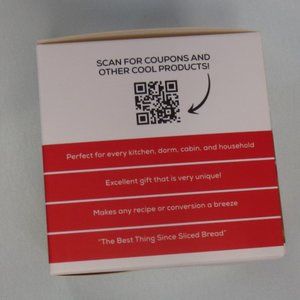 SCAN FOR COUPONS AND
OTHER COOL PRODUCTS!
Perfect for every kitchen, dorm, cabin, and household
Excellent gift that is very unique!
Makes any recipe or conversion a breeze
"The Best Thing Since Sliced Bread"